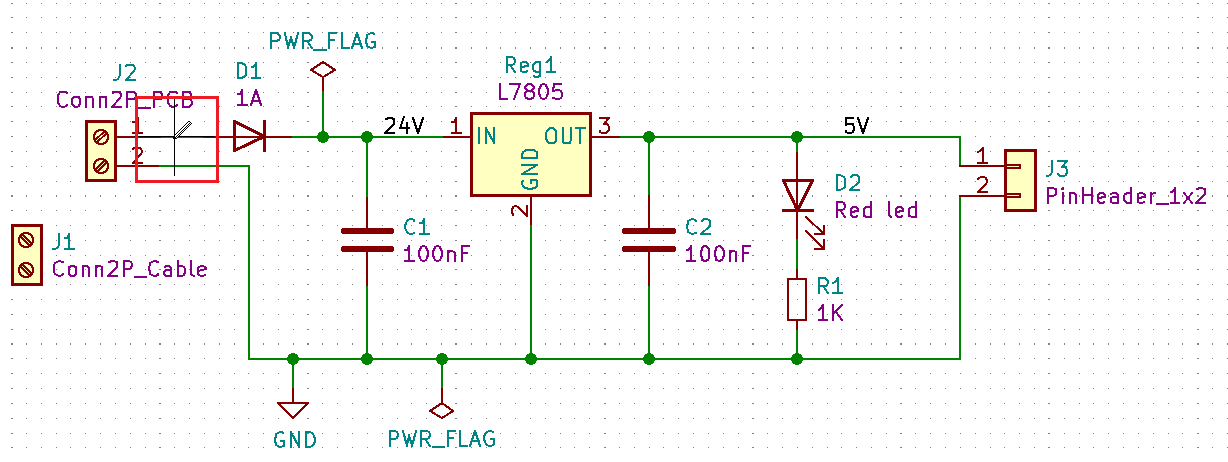 PWR_FLAG
J2
Conn2P_PCB
1
2
D1
1A
24V
Reg1
L7805
1
IN
OUT
3
GND
2
5V
1
2
J3
PinHeader_1x2
D2
Red led
C1
100nF
C2
100nF
J1
Conn2P_Cable
R1
1K
GND
PWR_FLAG